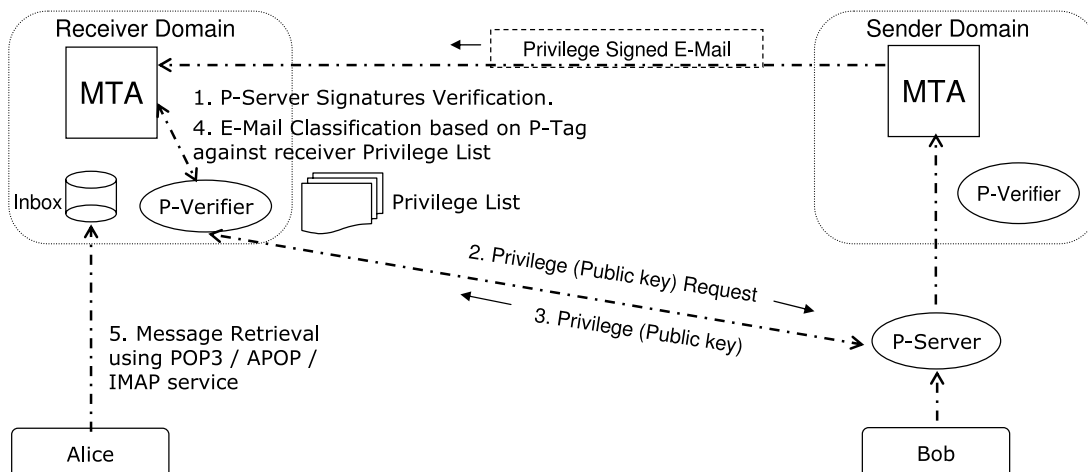 Receiver Domain
Sender Domain
Privilege Signed E-Mail
MTA
MTA
1. P-Server Signatures Verification.
4. E-Mail Classification based on P-Tag
against receiver Privilege List
Inbox
P-Verifier
Privilege List
P-Verifier
2. Privilege (Public key) Request
3. Privilege (Public key)
P-Server
5. Message Retrieval
using POP3 / APOP /
IMAP service
Alice
Bob